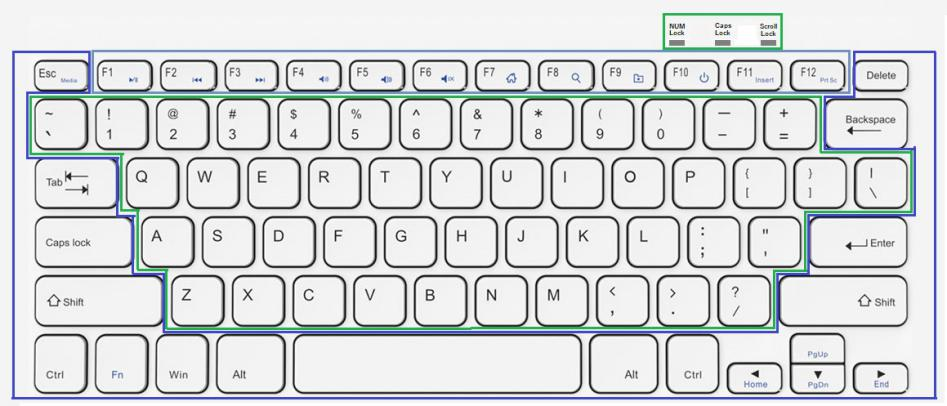 NUM Lock Caps Lock Scroll Lock
Esc Media F1 F2 F3 F4 F5 F6 F7 F8 F9 F10 F11 Insert F12 Prt Sc Delete
~ ! @ # $ % ^ & * ( ) — +
` 1 2 3 4 5 6 7 8 9 0 - = Backspace
Tab Q W E R T Y U I O P { } |
[ ] \
Caps lock A S D F G H J K L : " Enter
; ,
Shift Z X C V B N M < > ? Shift
, . /
PgUp
Ctrl Fn Win Alt Alt Ctrl Home PgDn End